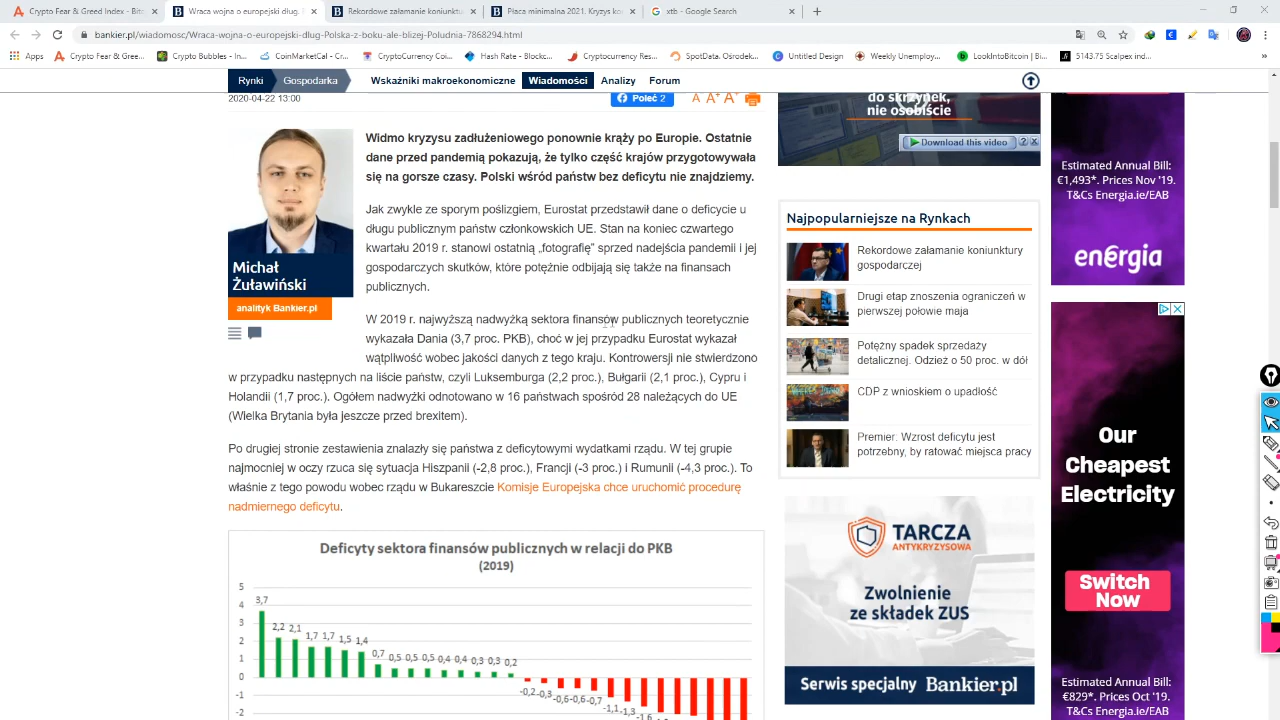 Crypto Fear & Greed Index - Bitc
Wraca wojna o europejski dług.
Rekordowe załamanie koniunktu
Płaca minimalna 2021. Kryzys ko
xtb - Google Search
bankier.pl/wiadomosc/Wraca-wojna-o-europejski-dlug-Polska-z-boku-ale-blizej-Poludnia-7868294.html
Apps
Crypto Fear & Gree...
Crypto Bubbles - In...
CoinMarketCal - Cr...
CryptoCurrency Coi...
Hash Rate - Blockc...
Cryptocurrency Res...
SpotData. Ośrodek...
Untitled Design
Weekly Unemploy...
LookIntoBitcoin | Bi...
5143.75 Scalpex ind...
»
Rynki
Gospodarka
Wskaźniki makroekonomiczne
Wiadomości
Analizy
Forum
2020-04-22 13:00
Poleć 2
A A+ A+
Widmo kryzysu zadłużeniowego ponownie krąży po Europie. Ostatnie
dane przed pandemią pokazują, że tylko część krajów przygotowywała
się na gorsze czasy. Polski wśród państw bez deficytu nie znajdziemy.
Michał
Żuławiński
analityk Bankier.pl
Jak zwykle ze sporym poślizgiem, Eurostat przedstawił dane o deficycie u
długu publicznym państw członkowskich UE. Stan na koniec czwartego
kwartału 2019 r. stanowi ostatnią „fotografię” sprzed nadejścia pandemii i jej
gospodarczych skutków, które potężnie odbijają się także na finansach
publicznych.
W 2019 r. najwyższą nadwyżką sektora finansów publicznych teoretycznie
wykazała Dania (3,7 proc. PKB), choć w jej przypadku Eurostat wykazał
wątpliwość wobec jakości danych z tego kraju. Kontrowersji nie stwierdzono
w przypadku następnych na liście państw, czyli Luksemburga (2,2 proc.), Bułgarii (2,1 proc.), Cypru i
Holandii (1,7 proc.). Ogółem nadwyżki odnotowano w 16 państwach spośród 28 należących do UE
(Wielka Brytania była jeszcze przed brexitem).
Po drugiej stronie zestawienia znalazły się państwa z deficytowymi wydatkami rządu. W tej grupie
najmocniej w oczy rzuca się sytuacja Hiszpanii (-2,8 proc.), Francji (-3 proc.) i Rumunii (-4,3 proc.). To
właśnie z tego powodu wobec rządu w Bukareszcie Komisje Europejska chce uruchomić procedurę
nadmiernego deficytu.
Deficyty sektora finansów publicznych w relacji do PKB
(2019)
5
4
3
2
1
0
-1
-2
3,7
2,2 2,1
1,7 1,7 1,5 1,4
0,7 0,5 0,5 0,5 0,4 0,4 0,3 0,3 0,2
-0,2 -0,3
-0,6 -0,6 -0,7
-1,1 -1,3
-1,6
do skrzynek,
nie osobiście
Download this video ? X
Najpopularniejsze na Rynkach
Rekordowe załamanie koniunktury
gospodarczej
Drugi etap znoszenia ograniczeń w
pierwszej połowie maja
Potężny spadek sprzedaży
detalicznej. Odzież o 50 proc. w dół
CDP z wnioskiem o upadłość
Premier: Wzrost deficytu jest
potrzebny, by ratować miejsca pracy
TARCZA
ANTYKRYZYSOWA
Zwolnienie
ze składek ZUS
Serwis specjalny Bankier.pl
Estimated Annual Bill:
€1,493*. Prices Nov '19.
T&Cs Energia.ie/EAB
energia
Our
Cheapest
Electricity
Switch
Now
Estimated Annual Bill:
€829*. Prices Oct '19.
T&Cs Energia.ie/EAB